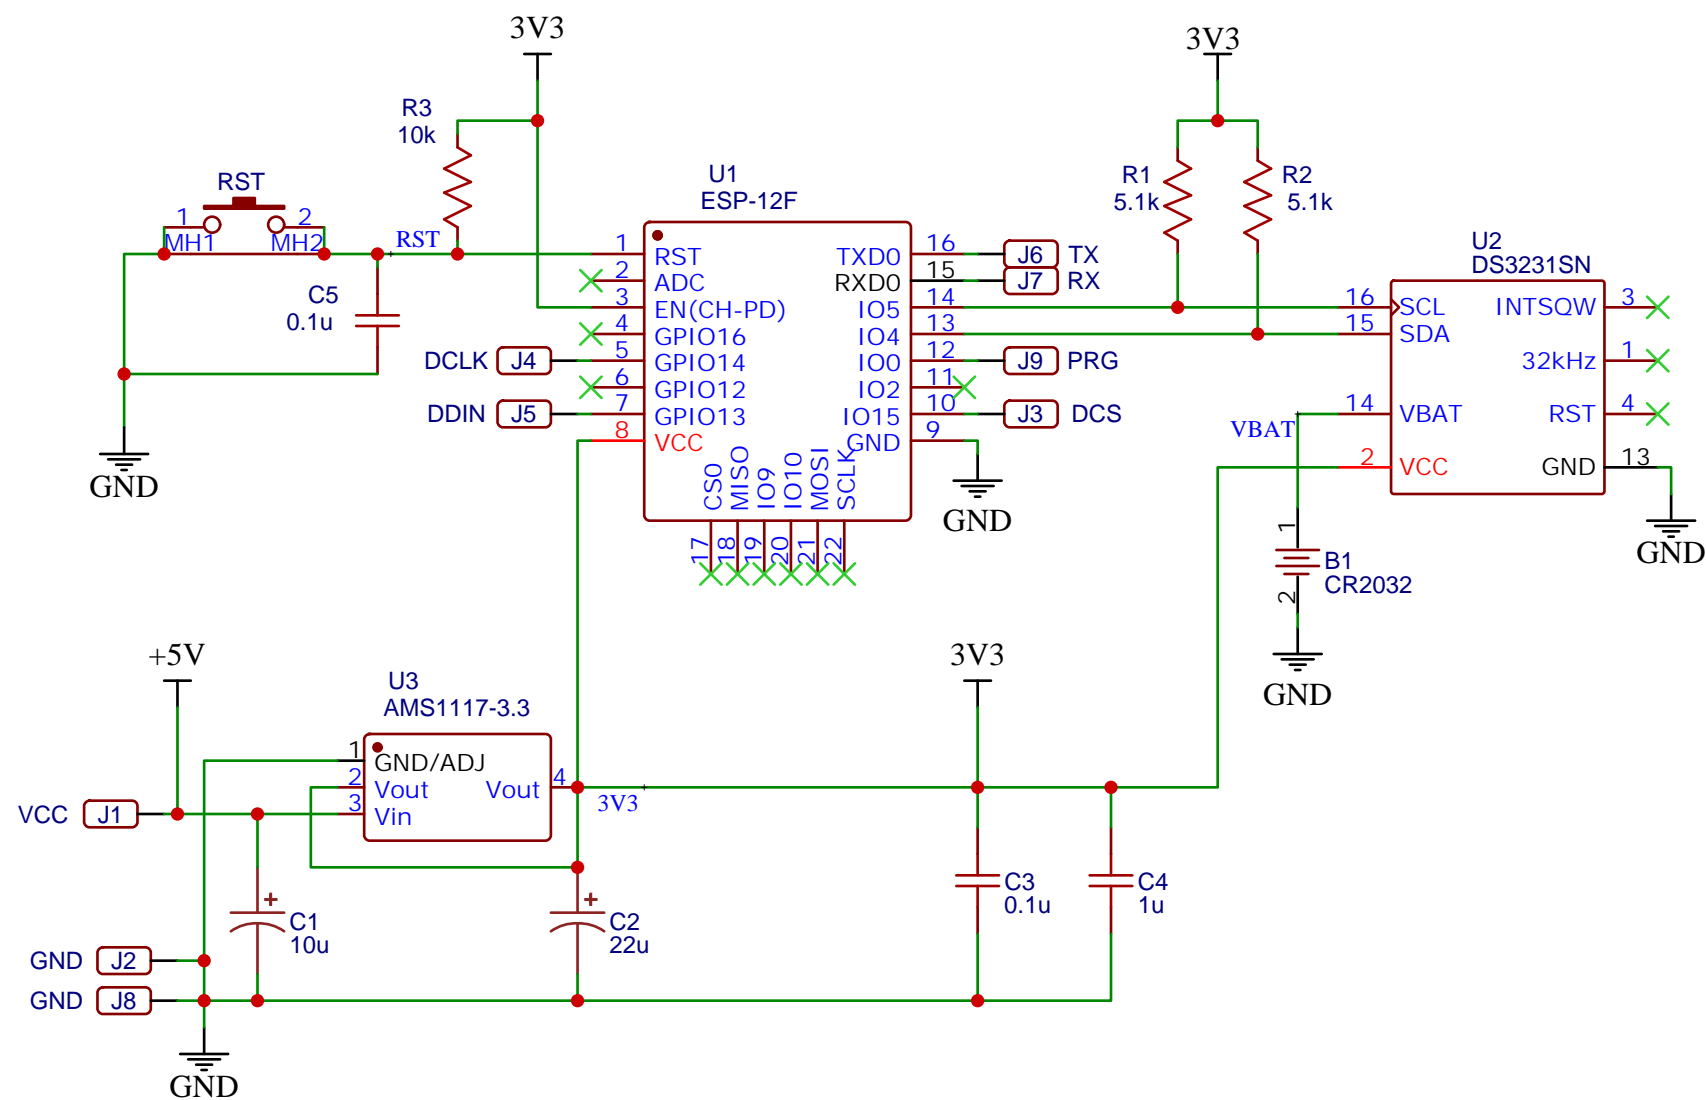 3V3
3V3
R3
10k
RST
1
2
MH1
MH2
RST
C5
0.1u
GND
DCLK
J4
DDIN
J5
U1
ESP-12F
1
RST
2
ADC
3
EN(CH-PD)
4
GPIO16
5
GPIO14
6
GPIO12
7
GPIO13
8
VCC
TXD0
16
RXD0
15
IO5
14
IO4
13
IO0
12
IO2
11
IO15
10
GND
9
CS0
MISO
IO9
IO10
MOSI
SCLK
17
18
19
20
21
22
J6
TX
J7
RX
J9
PRG
J3
DCS
GND
R1
5.1k
R2
5.1k
U2
DS3231SN
16
SCL
15
SDA
14
VBAT
2
VCC
INTSQW
3
32kHz
1
RST
4
GND
13
VBAT
1
2
B1
CR2032
GND
GND
+5V
U3
AMS1117-3.3
1
GND/ADJ
2
Vout
3
Vin
Vout
4
3V3
3V3
VCC
J1
C1
10u
C2
22u
C3
0.1u
C4
1u
GND
J2
GND
J8
GND